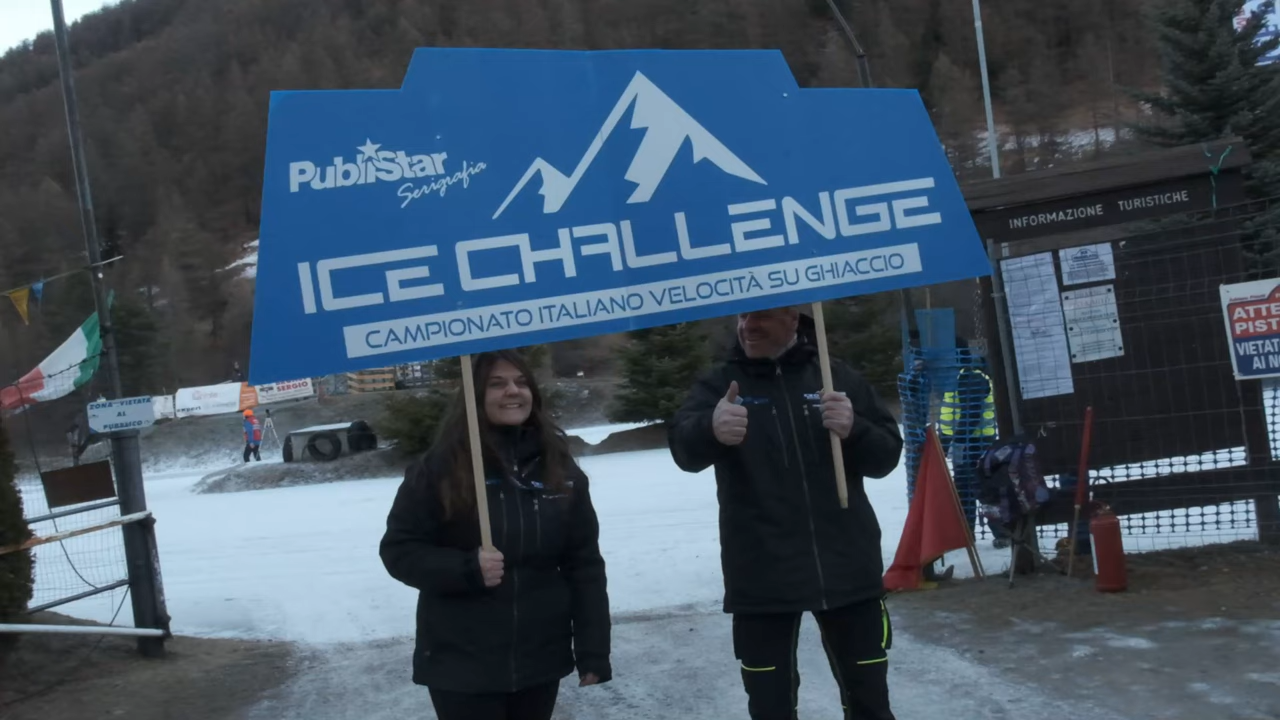 PubliStar
Serigrafia
ICE CHALLENGE
CAMPIONATO ITALIANO VELOCITÀ SU GHIACCIO
INFORMAZIONE TURISTICHE
ZONA VIETATA
AL
PUBBLICO
SERGIO
ATTE
PIST
VIETAT
AI N